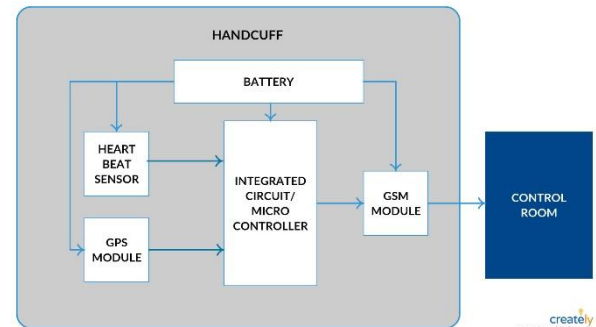 HANDCUFF
BATTERY
HEART
BEAT
SENSOR
INTEGRATED
CIRCUIT/
MICRO
CONTROLLER
GSM
MODULE
CONTROL
ROOM
GPS
MODULE
creately